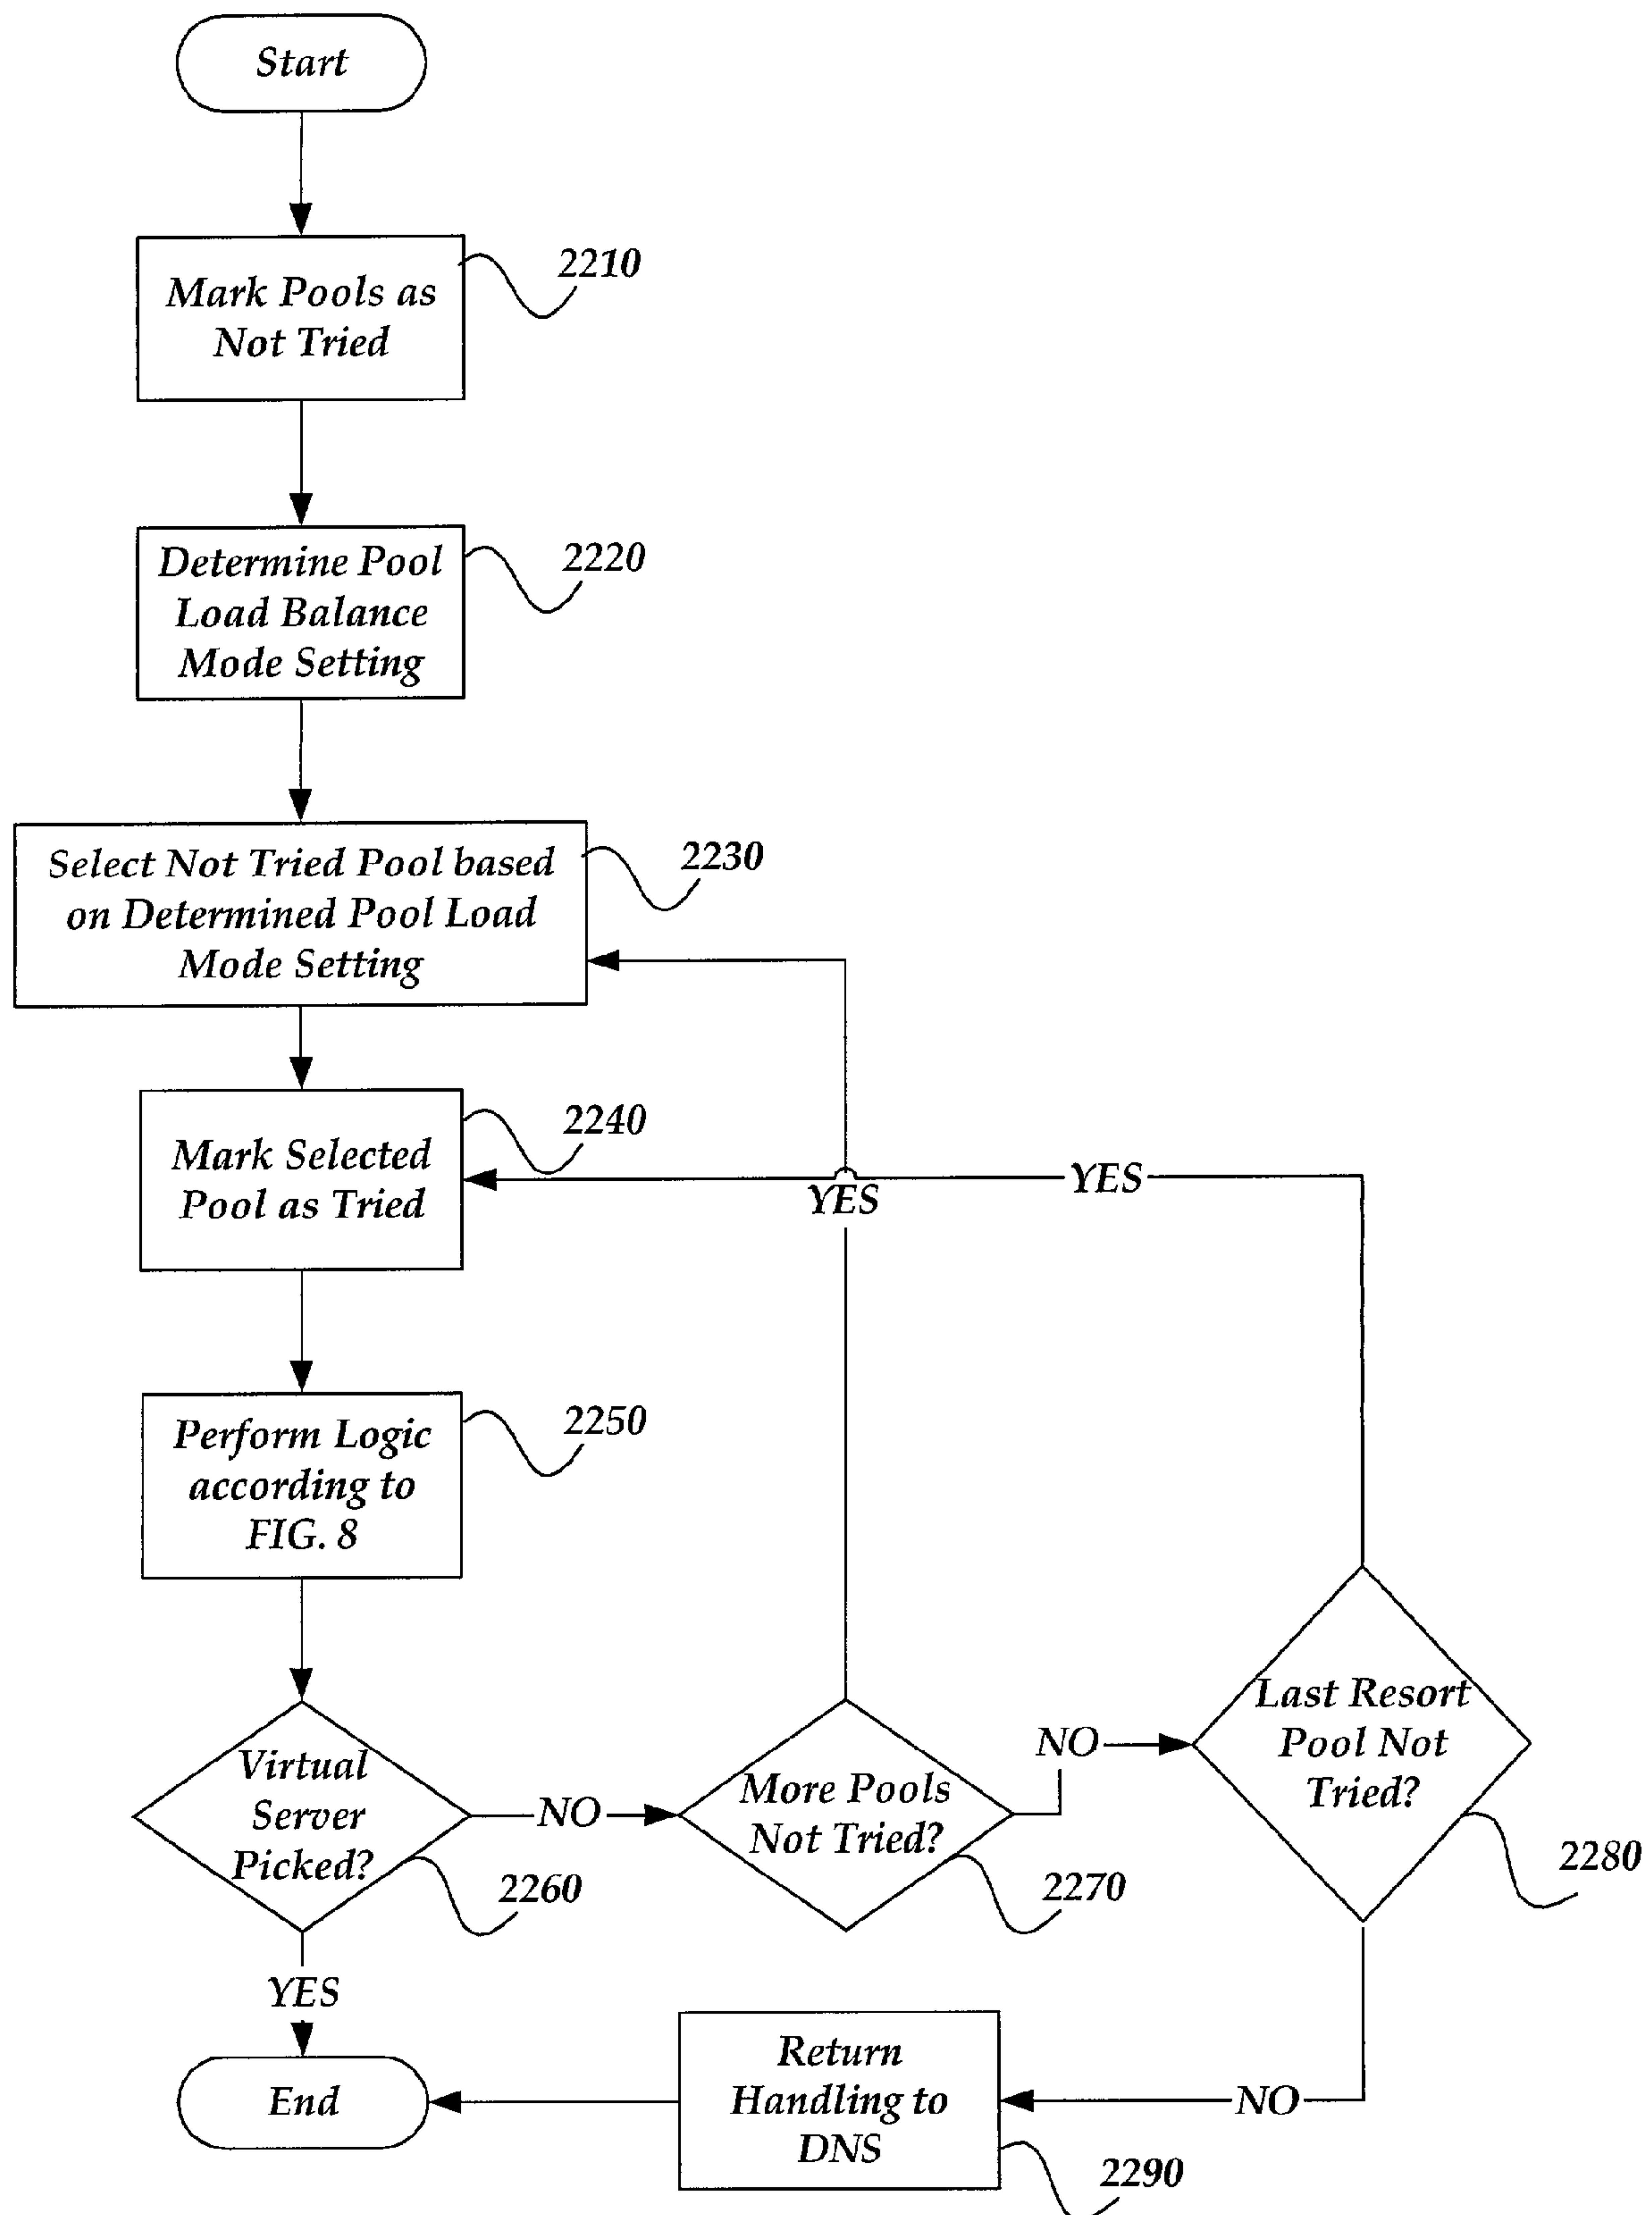 Start
Mark Pools as
Not Tried
2210
Determine Pool
Load Balance
Mode Setting
2220
Select Not Tried Pool based
on Determined Pool Load
Mode Setting
2230
Mark Selected
Pool as Tried
2240
YES
YES
Perform Logic
according to
FIG. 8
2250
Virtual
Server
Picked?
2260
NO
More Pools
Not Tried?
2270
NO
Last Resort
Pool Not
Tried?
2280
YES
End
Return
Handling to
DNS
2290
NO